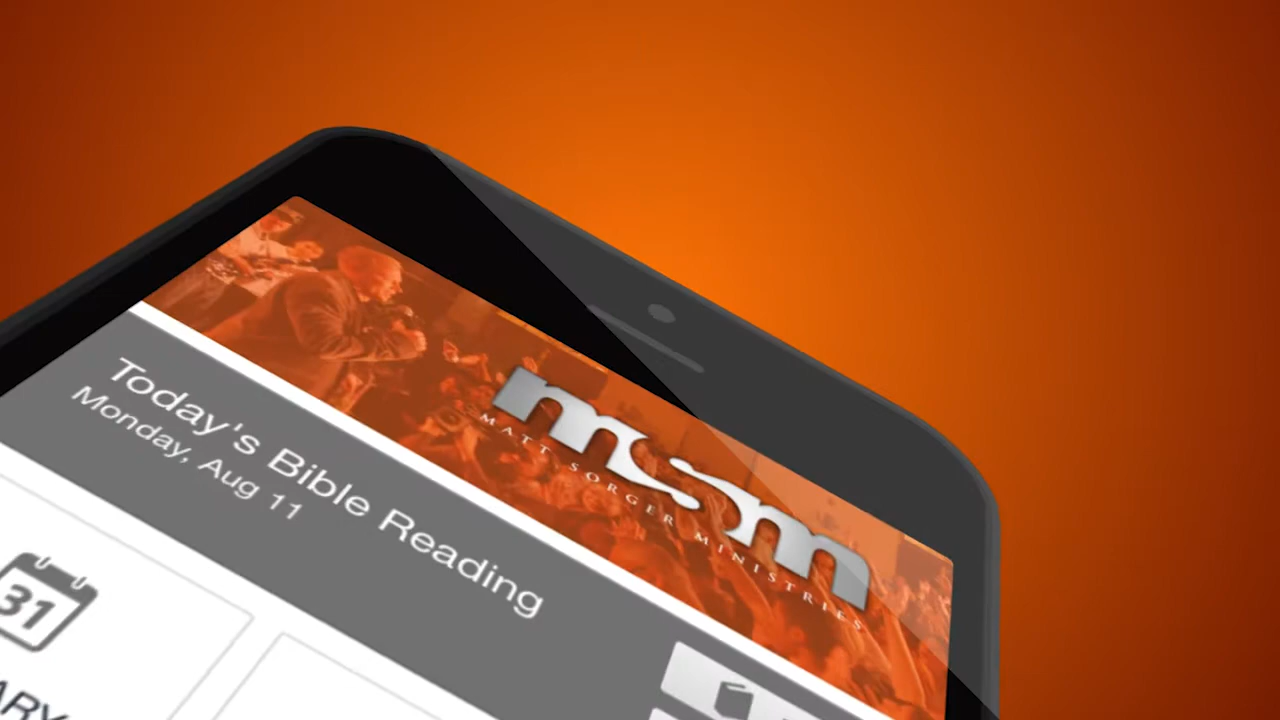 msm
MATT SORGER MINISTRIES
Today's Bible Reading
Monday, Aug 11
31